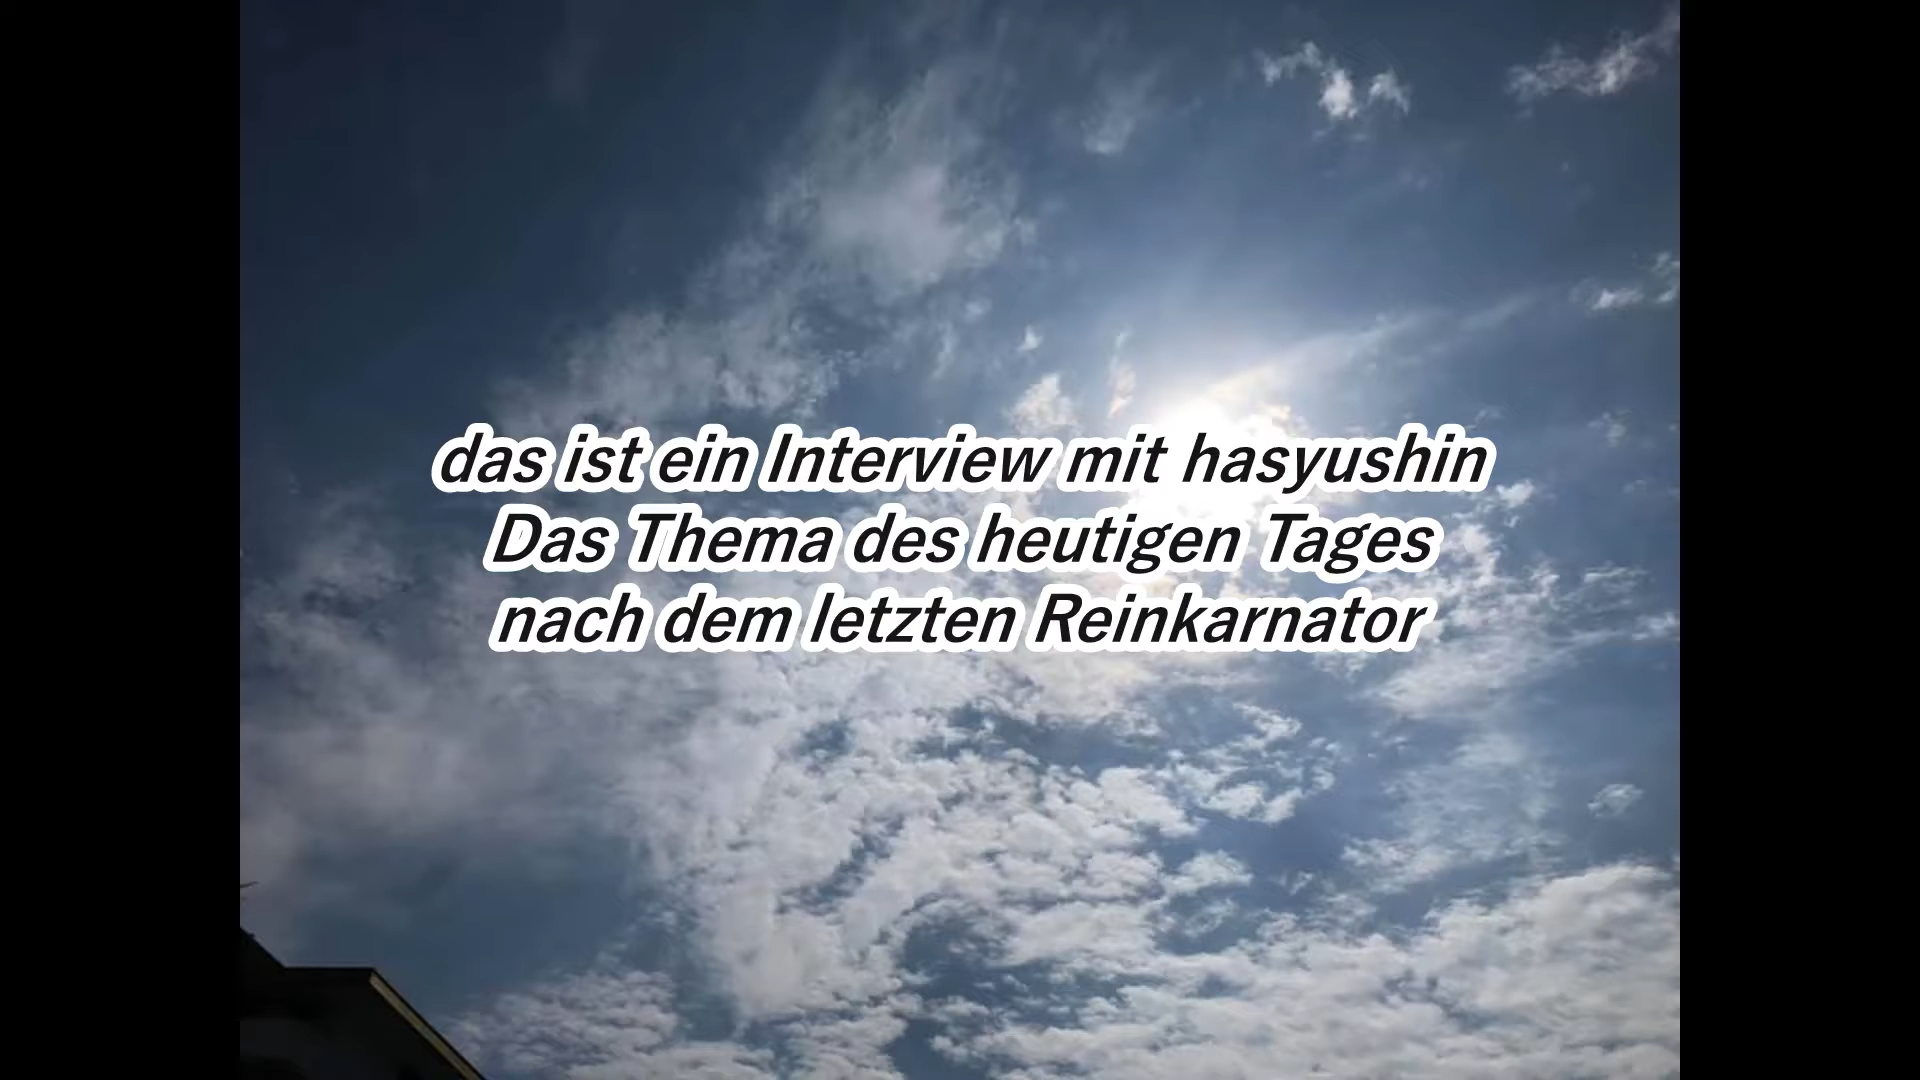 das ist ein Interview mit hasyushin
Das Thema des heutigen Tages
nach dem letzten Reinkarnator